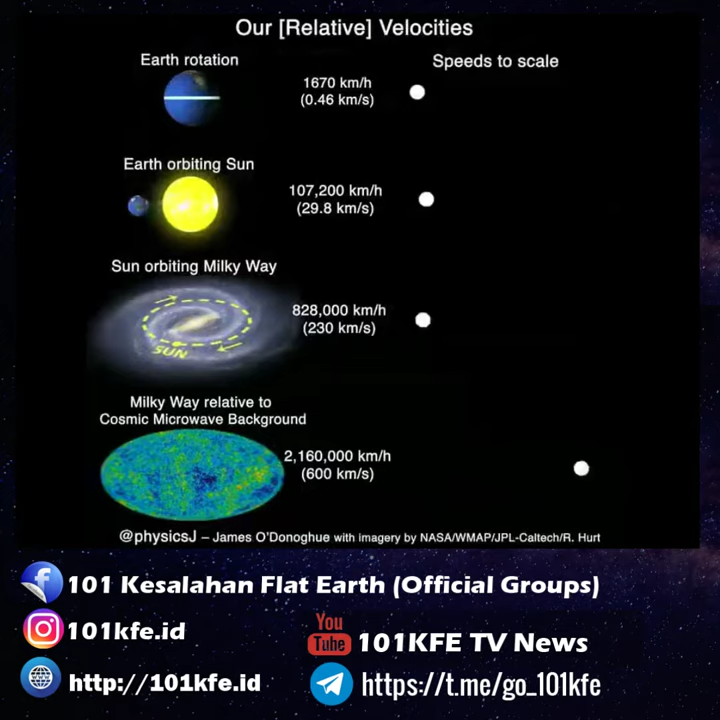 Our [Relative] Velocities
Earth rotation
1670 km/h
(0.46 km/s)
Speeds to scale
Earth orbiting Sun
107,200 km/h
(29.8 km/s)
Sun orbiting Milky Way
828,000 km/h
(230 km/s)
SUN
Milky Way relative to
Cosmic Microwave Background
2,160,000 km/h
(600 km/s)
@physicsJ – James O'Donoghue with imagery by NASA/WMAP/JPL-Caltech/R. Hurt
101 Kesalahan Flat Earth (Official Groups)
101kfe.id
You
Tube
101KFE TV News
http://101kfe.id
https://t.me/go_101kfe